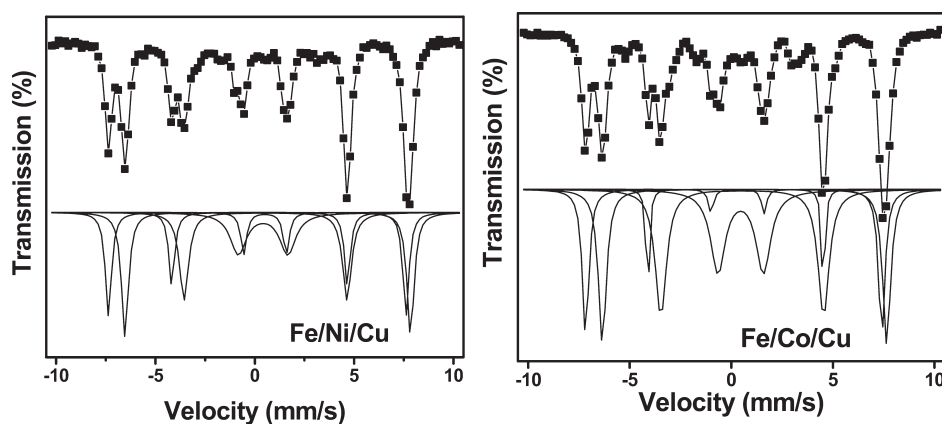 Transmission (%)
Fe/Ni/Cu
-10 -5 0 5 10
Velocity (mm/s)
Transmission (%)
Fe/Co/Cu
-10 -5 0 5 10
Velocity (mm/s)